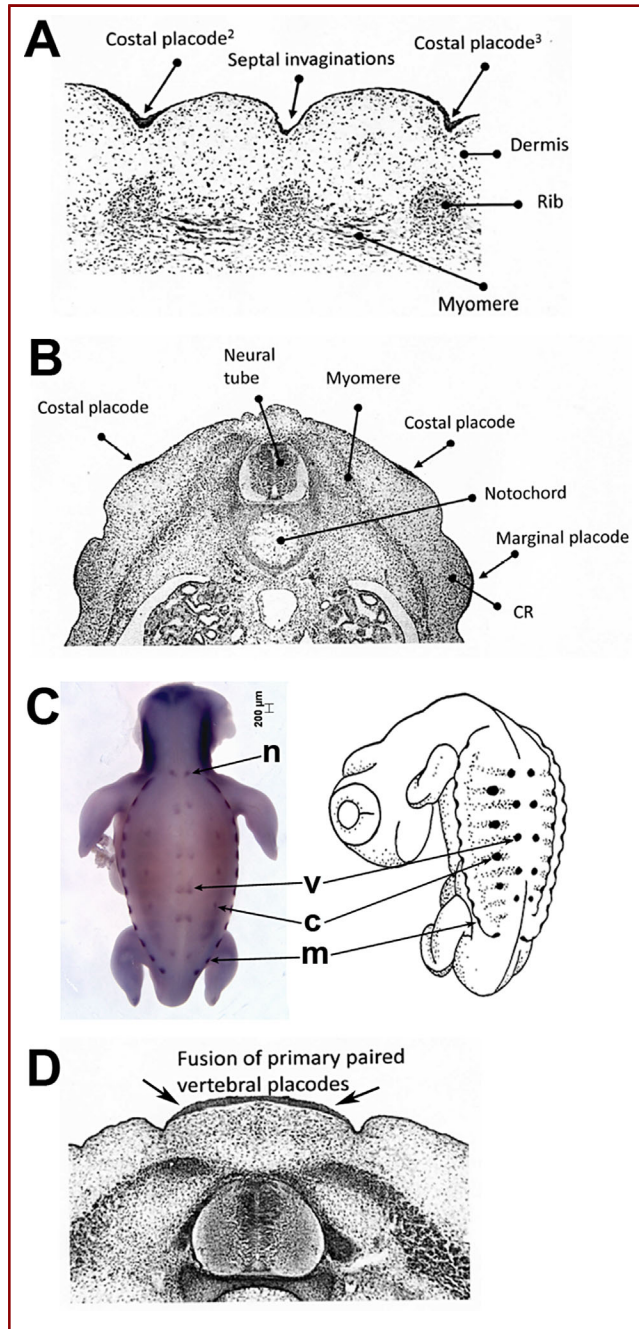 A
Costal placode²
Septal invaginations
Costal placode³
Dermis
Rib
Myomere
B
Neural
tube
Myomere
Costal placode
Costal placode
Notochord
Marginal placode
CR
C
200 µm
n
v
c
m
D
Fusion of primary paired
vertebral placodes